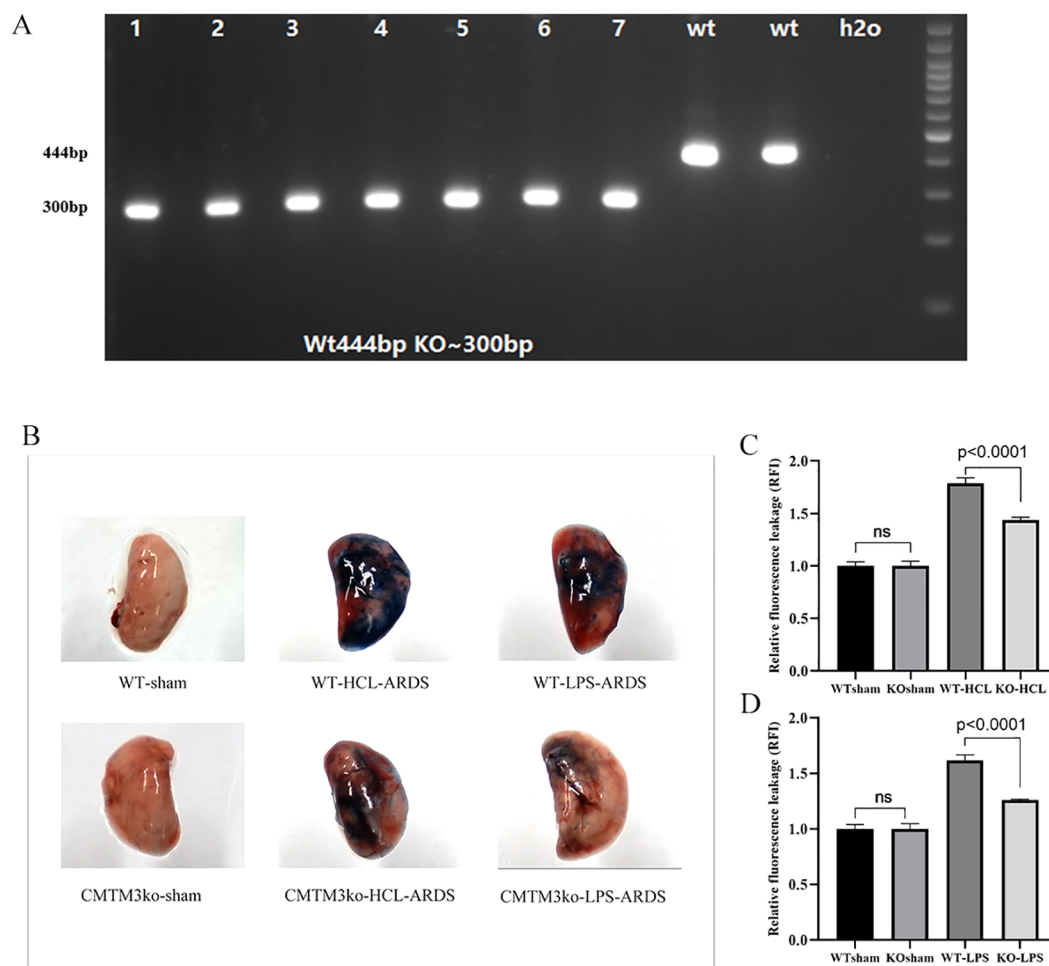 A
1 2 3 4 5 6 7 wt wt h2o
444bp
300bp
Wt444bp KO~300bp
B
WT-sham WT-HCL-ARDS WT-LPS-ARDS
CMTM3ko-sham CMTM3ko-HCL-ARDS CMTM3ko-LPS-ARDS
C
Relative fluorescence leakage (RFI)
2.0
1.5
1.0
0.5
0.0
ns
p<0.0001
WTsham KOsham WT-HCL KO-HCL
D
Relative fluorescence leakage (RFI)
2.0
1.5
1.0
0.5
0.0
ns
p<0.0001
WTsham KOsham WT-LPS KO-LPS